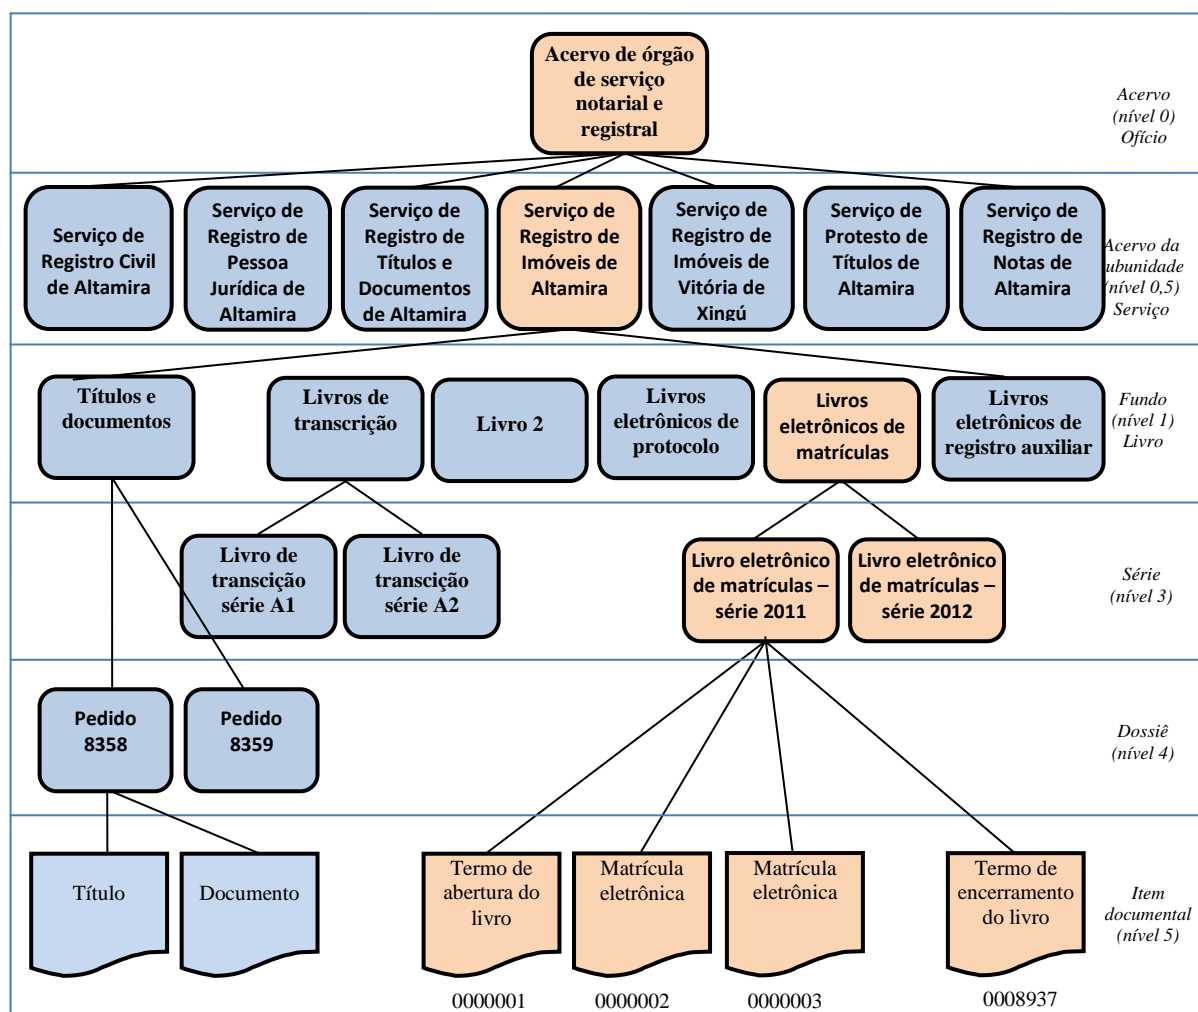 Acervo de órgão
de serviço
notarial e
registral
Acervo
(nível 0)
Ofício
Serviço de
Registro Civil
de Altamira
Serviço de
Registro de
Pessoa
Jurídica de
Altamira
Serviço de
Registro de
Títulos e
Documentos
de Altamira
Serviço de
Registro de
Imóveis de
Altamira
Serviço de
Registro de
Imóveis de
Vitória de
Xingú
Serviço de
Protesto de
Títulos de
Altamira
Serviço de
Registro de
Notas de
Altamira
Acervo da
ubunidade
(nível 0,5)
Serviço
Títulos e
documentos
Livros de
transcrição
Livro 2
Livros
eletrônicos de
protocolo
Livros
eletrônicos de
matrículas
Livros
eletrônicos de
registro auxiliar
Fundo
(nível 1)
Livro
Livro de
transcição
série A1
Livro de
transcição
série A2
Livro eletrônico
de matrículas –
série 2011
Livro eletrônico
de matrículas –
série 2012
Série
(nível 3)
Pedido
8358
Pedido
8359
Dossiê
(nível 4)
Título
Documento
Termo de
abertura do
livro
Matrícula
eletrônica
Matrícula
eletrônica
Termo de
encerramento
do livro
Item
documental
(nível 5)
0000001
0000002
0000003
0008937